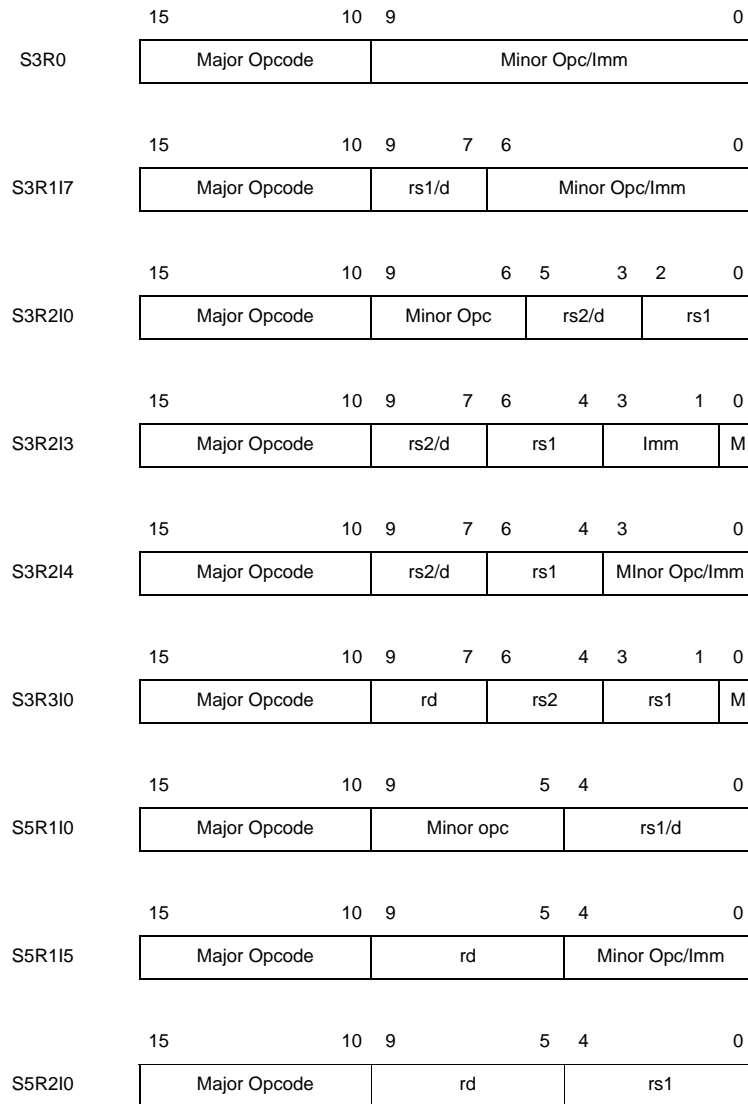 15 10 9 0
S3R0 Major Opcode Minor Opc/Imm
15 10 9 7 6 0
S3R1I7 Major Opcode rs1/d Minor Opc/Imm
15 10 9 6 5 3 2 0
S3R2I0 Major Opcode Minor Opc rs2/d rs1
15 10 9 7 6 4 3 1 0
S3R2I3 Major Opcode rs2/d rs1 Imm M
15 10 9 7 6 4 3 0
S3R2I4 Major Opcode rs2/d rs1 MInor Opc/Imm
15 10 9 7 6 4 3 1 0
S3R3I0 Major Opcode rd rs2 rs1 M
15 10 9 5 4 0
S5R1I0 Major Opcode Minor opc rs1/d
15 10 9 5 4 0
S5R1I5 Major Opcode rd Minor Opc/Imm
15 10 9 5 4 0
S5R2I0 Major Opcode rd rs1